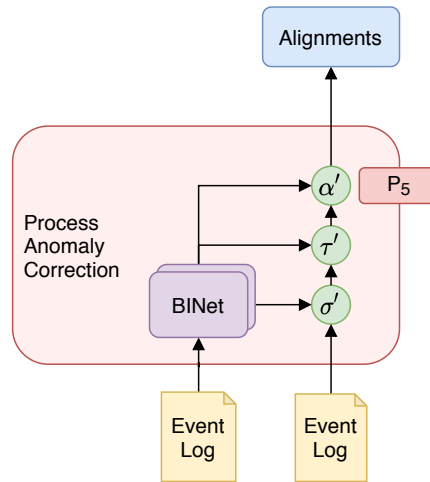 Alignments
α′
P5
τ′
Process
Anomaly
Correction
BINet
σ′
Event
Log
Event
Log